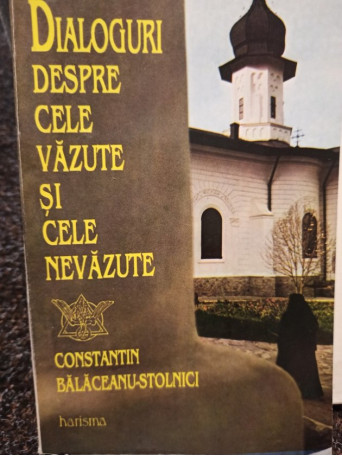 DIALOGURI
DESPRE
CELE
VĂZUTE
ȘI
CELE
NEVĂZUTE
CONSTANTIN
BĂLĂCEANU-STOLNICI
harisma